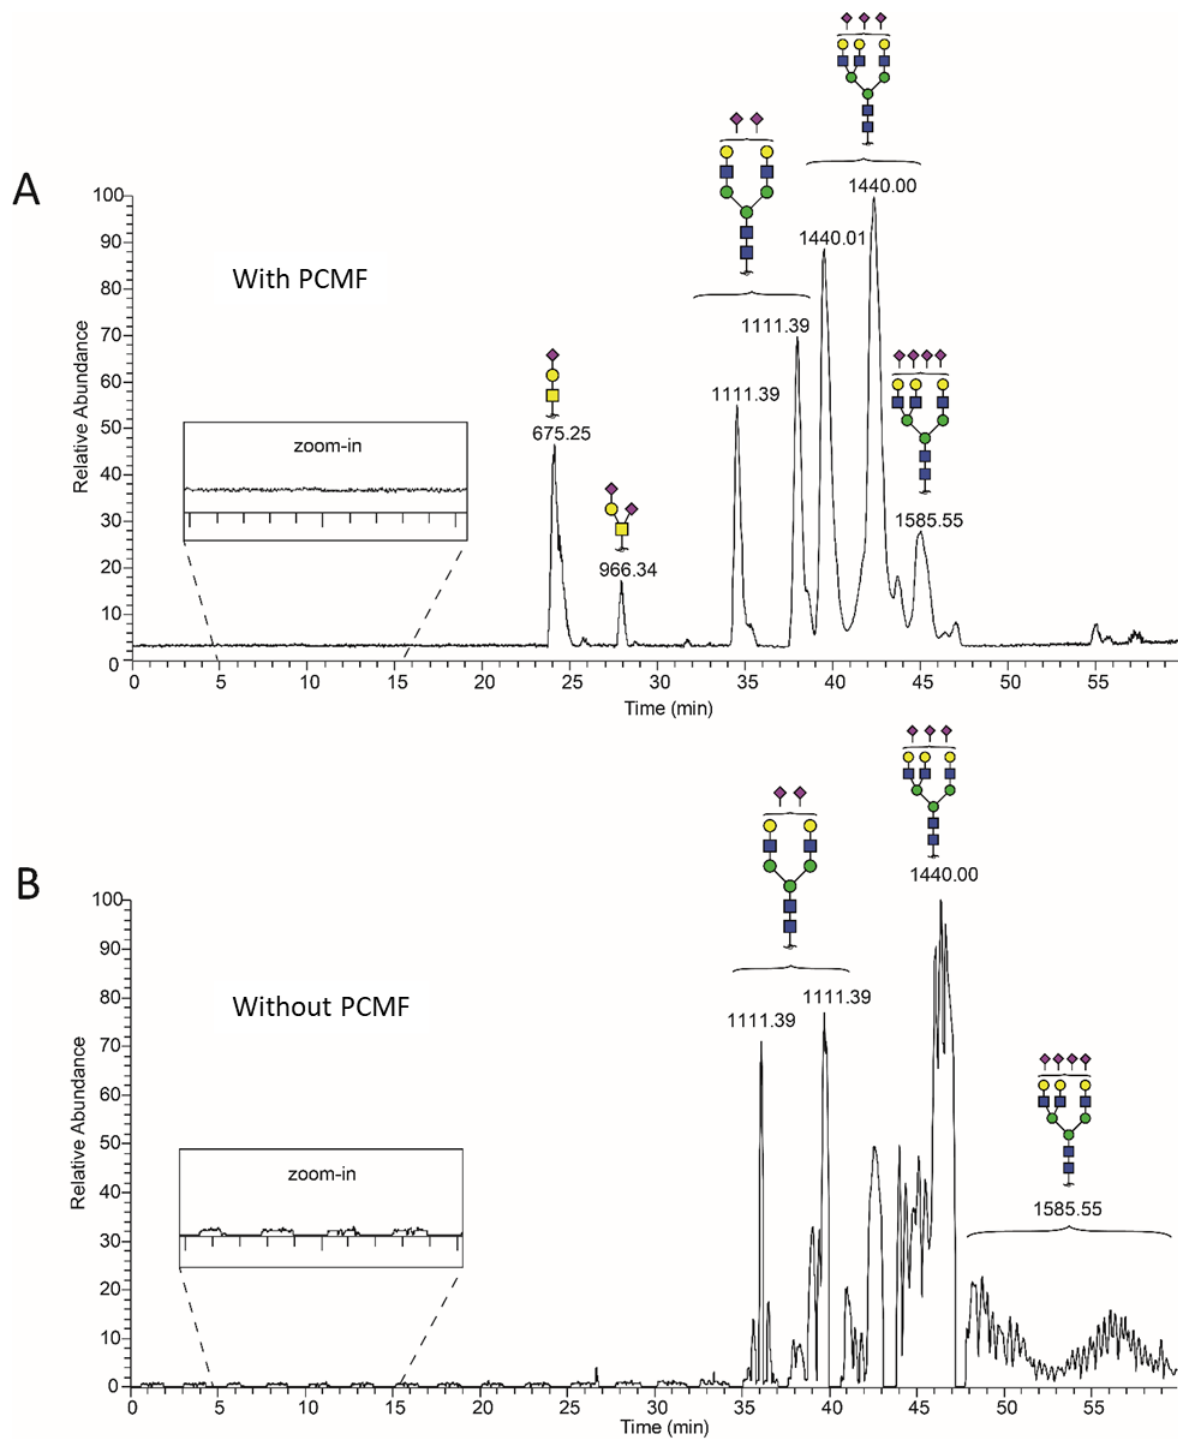 A
With PCMF
zoom-in
675.25
966.34
1111.39
1111.39
1440.01
1440.00
1585.55
Relative Abundance
100
90
80
70
60
50
40
30
20
10
0
0 5 10 15 20 25 30 35 40 45 50 55
Time (min)
B
Without PCMF
zoom-in
1111.39
1111.39
1440.00
1585.55
Relative Abundance
100
90
80
70
60
50
40
30
20
10
0
0 5 10 15 20 25 30 35 40 45 50 55
Time (min)